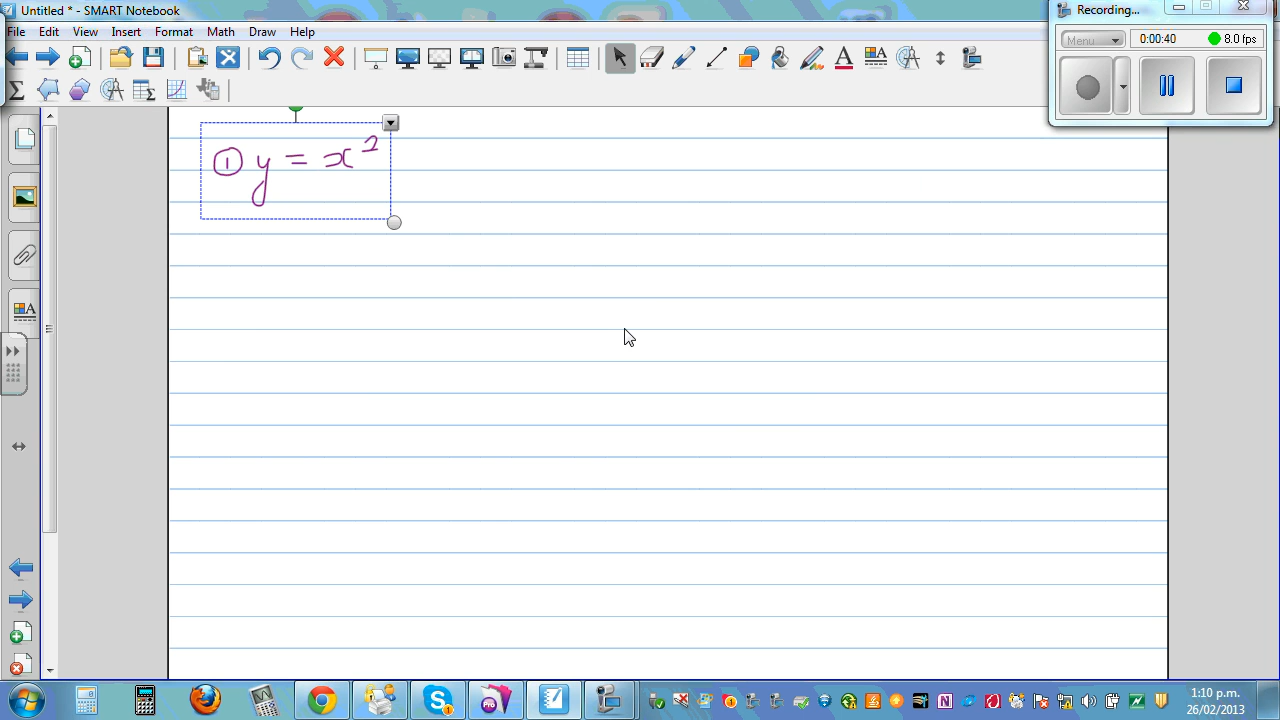 Untitled * - SMART Notebook
File Edit View Insert Format Math Draw Help
Recording...
Menu
0:00:40
8.0 fps
① y = x²
1:10 p.m.
26/02/2013